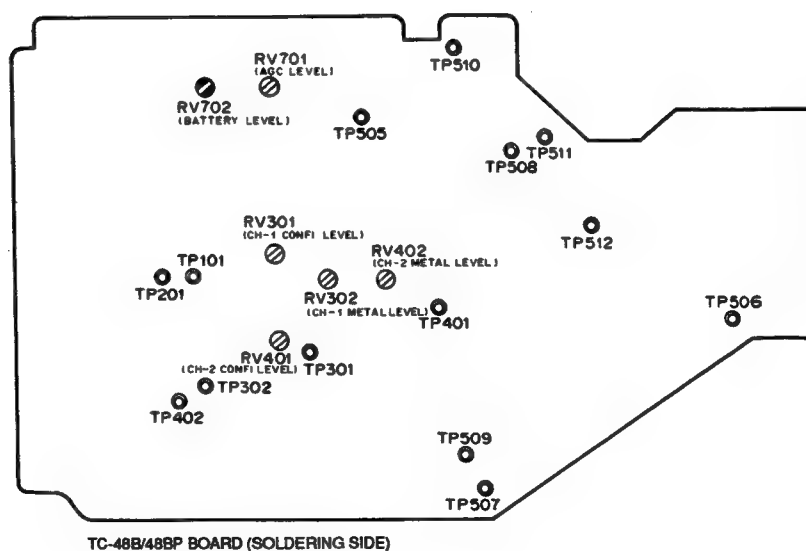 RV701
(AGC LEVEL)
TP510
RV702
(BATTERY LEVEL)
TP505
TP511
TP508
RV301
(CH-1 CONFI LEVEL)
TP512
RV402
(CH-2 METAL LEVEL)
TP101
TP201
RV302
(CH-1 METAL LEVEL)
TP401
TP506
RV401
(CH-2 CONFI LEVEL)
TP301
TP302
TP402
TP509
TP507
TC-48B/48BP BOARD (SOLDERING SIDE)